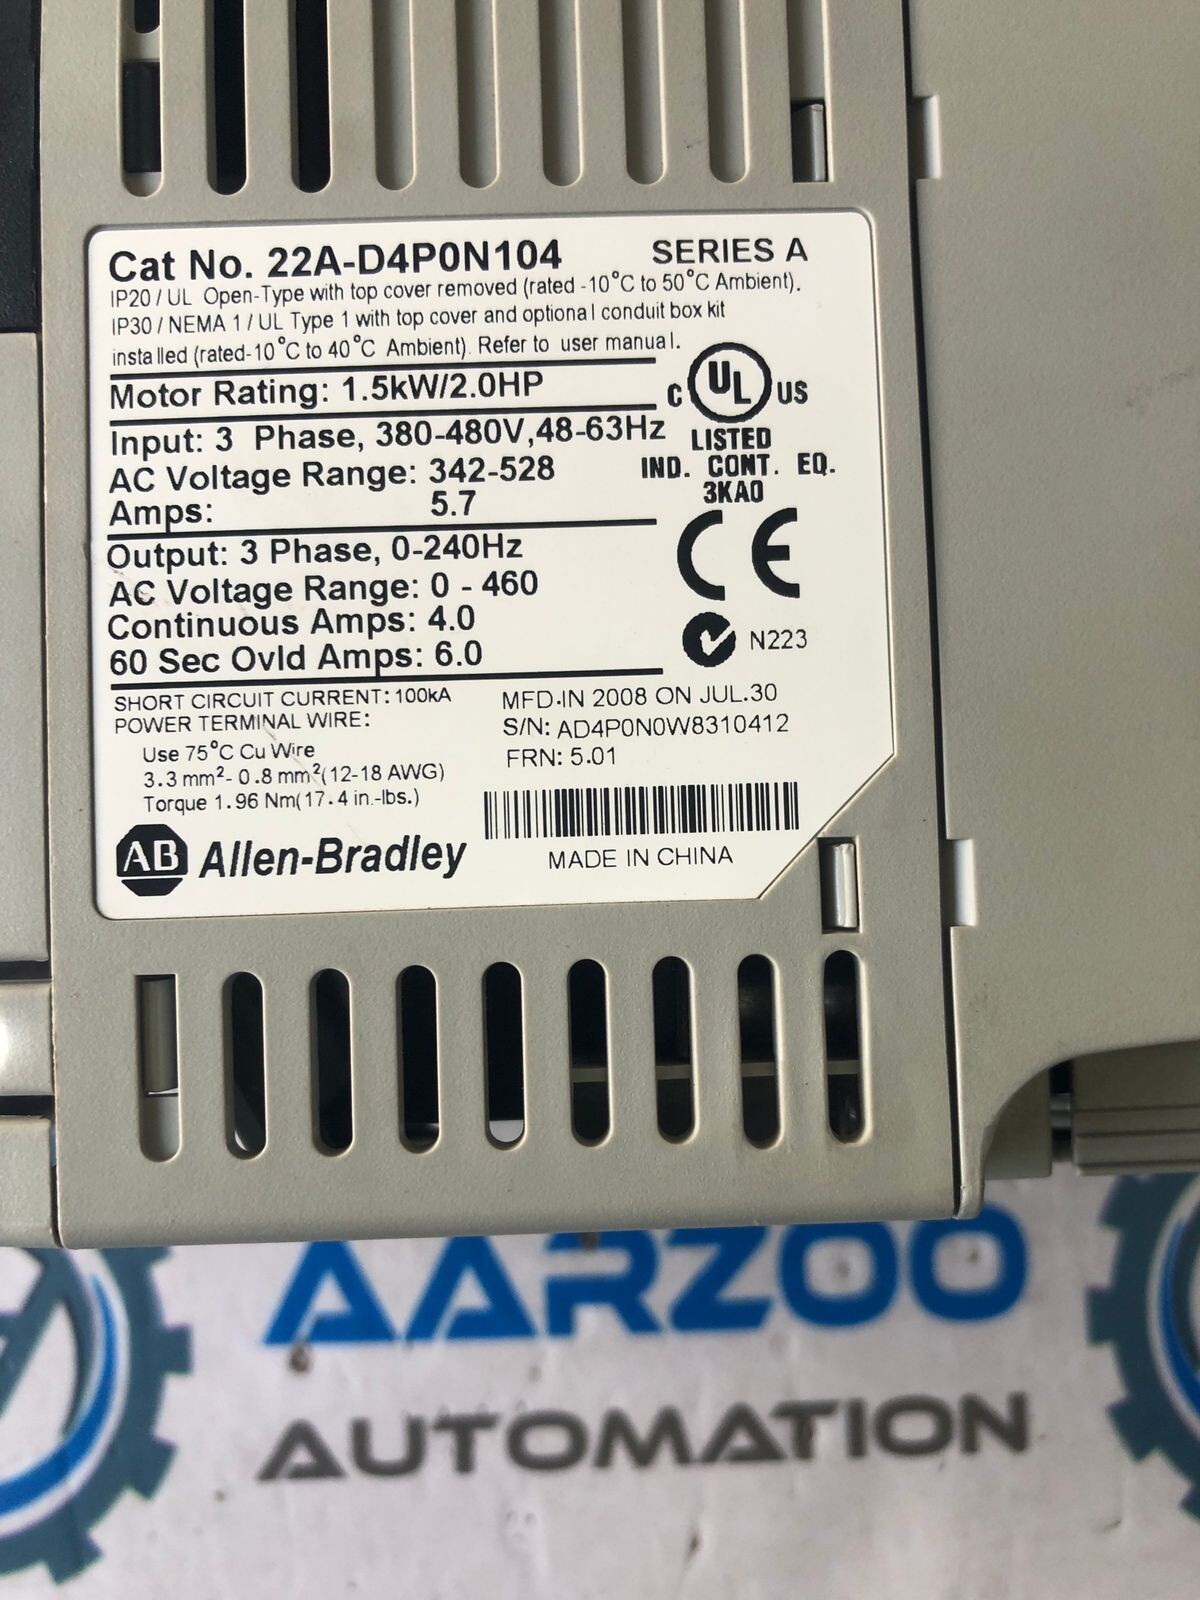 Cat No. 22A-D4P0N104 SERIES A
IP20 / UL Open-Type with top cover removed (rated -10°C to 50°C Ambient).
IP30 / NEMA 1 / UL Type 1 with top cover and optional conduit box kit
installed (rated-10°C to 40°C Ambient). Refer to user manual.
Motor Rating: 1.5kW/2.0HP
C UL US
LISTED
IND. CONT. EQ.
3KA0
Input: 3 Phase, 380-480V,48-63Hz
AC Voltage Range: 342-528
Amps: 5.7
CE
Output: 3 Phase, 0-240Hz
AC Voltage Range: 0 - 460
Continuous Amps: 4.0
60 Sec Ovld Amps: 6.0
N223
SHORT CIRCUIT CURRENT: 100kA
POWER TERMINAL WIRE:
Use 75°C Cu Wire
3.3 mm²- 0.8 mm²(12-18 AWG)
Torque 1.96 Nm(17.4 in.-lbs.)
MFD.IN 2008 ON JUL.30
S/N: AD4P0N0W8310412
FRN: 5.01
AB Allen-Bradley
MADE IN CHINA
AARZOO
AUTOMATION